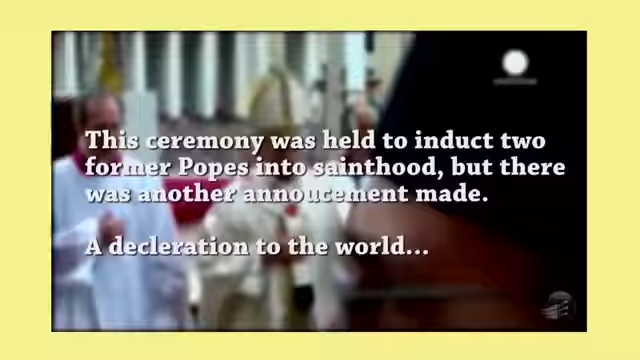 This ceremony was held to induct two
former Popes into sainthood, but there
was another annoucement made.
A decleration to the world...